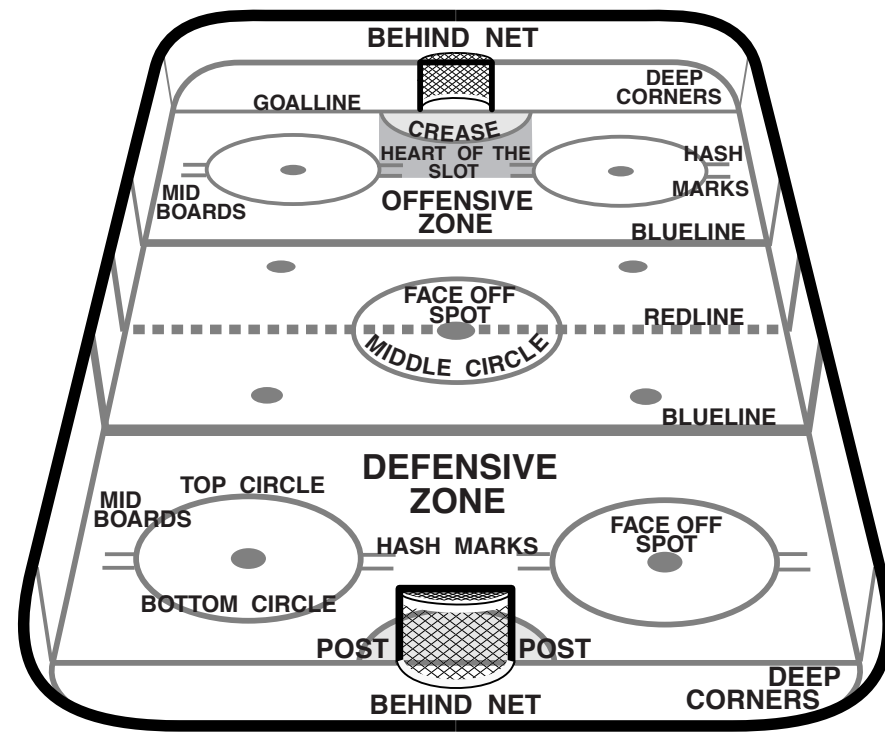 BEHIND NET
DEEP
CORNERS
GOALLINE
CREASE
HEART OF THE
SLOT
HASH
MARKS
MID
BOARDS
OFFENSIVE
ZONE
BLUELINE
FACE OFF
SPOT
REDLINE
MIDDLE CIRCLE
BLUELINE
DEFENSIVE
ZONE
TOP CIRCLE
MID
BOARDS
FACE OFF
SPOT
HASH MARKS
BOTTOM CIRCLE
POST
POST
DEEP
CORNERS
BEHIND NET